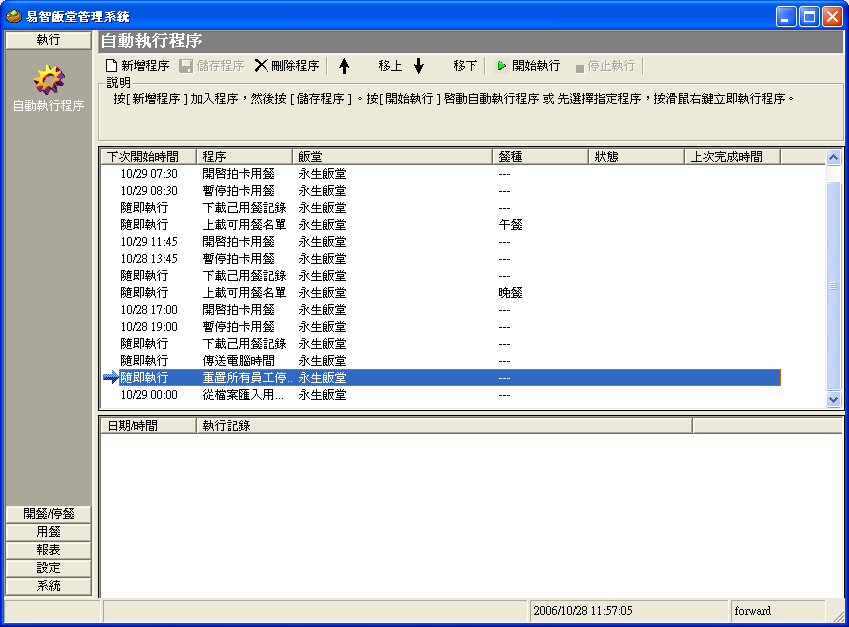 易智飯堂管理系統
執行
自動執行程序
自動執行程序
新增程序 儲存程序 刪除程序 移上 移下 開始執行 停止執行
說明
按[新增程序]加入程序，然後按[儲存程序]。按[開始執行]啓動自動執行程序 或 先選擇指定程序，按滑鼠右鍵立即執行程序。
下次開始時間 程序 飯堂 餐種 狀態 上次完成時間
10/29 07:30 開啓拍卡用餐 永生飯堂 ---
10/29 08:30 暫停拍卡用餐 永生飯堂 ---
隨即執行 下載已用餐記錄 永生飯堂 ---
隨即執行 上載可用餐名單 永生飯堂 午餐
10/29 11:45 開啓拍卡用餐 永生飯堂 ---
10/28 13:45 暫停拍卡用餐 永生飯堂 ---
隨即執行 下載已用餐記錄 永生飯堂 ---
隨即執行 上載可用餐名單 永生飯堂 晚餐
10/28 17:00 開啓拍卡用餐 永生飯堂 ---
10/28 19:00 暫停拍卡用餐 永生飯堂 ---
隨即執行 下載已用餐記錄 永生飯堂 ---
隨即執行 傳送電腦時間 永生飯堂 ---
隨即執行 重置所有員工停... 永生飯堂 ---
10/29 00:00 從檔案匯入用... 永生飯堂 ---
日期/時間 執行記錄
開餐/停餐
用餐
報表
設定
系統
2006/10/28 11:57:05 forward